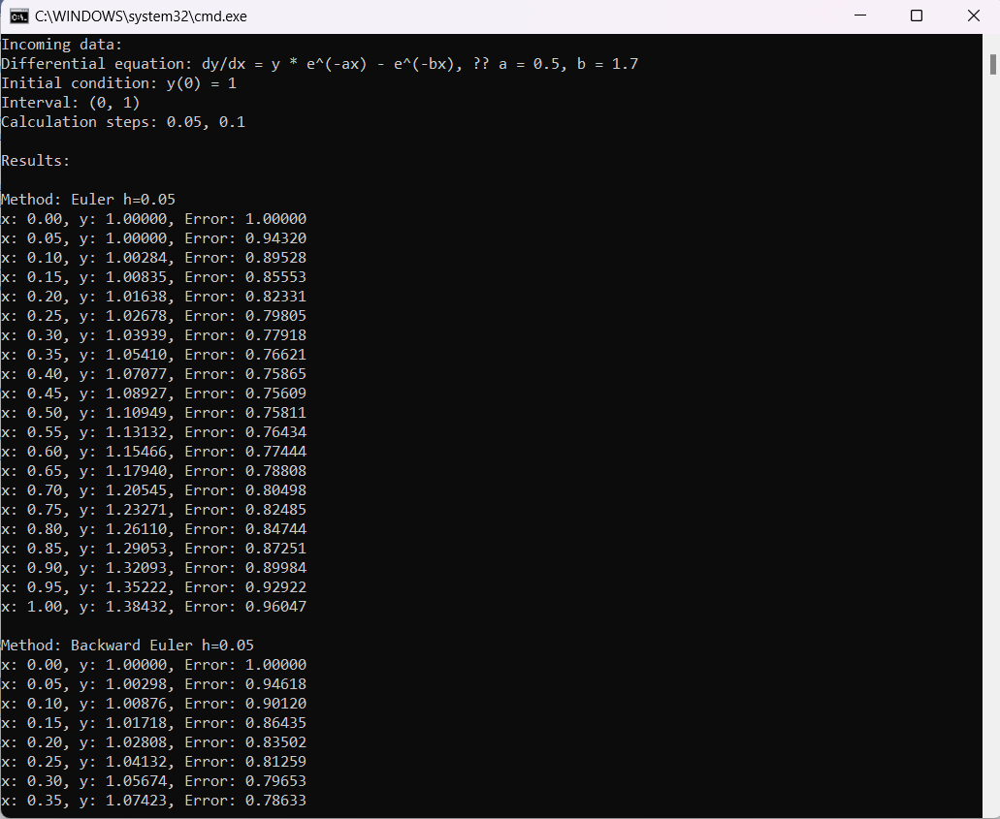 C:\WINDOWS\system32\cmd.exe
Incoming data:
Differential equation: dy/dx = y * e^(-ax) - e^(-bx), ?? a = 0.5, b = 1.7
Initial condition: y(0) = 1
Interval: (0, 1)
Calculation steps: 0.05, 0.1
Results:
Method: Euler h=0.05
x: 0.00, y: 1.00000, Error: 1.00000
x: 0.05, y: 1.00000, Error: 0.94320
x: 0.10, y: 1.00284, Error: 0.89528
x: 0.15, y: 1.00835, Error: 0.85553
x: 0.20, y: 1.01638, Error: 0.82331
x: 0.25, y: 1.02678, Error: 0.79805
x: 0.30, y: 1.03939, Error: 0.77918
x: 0.35, y: 1.05410, Error: 0.76621
x: 0.40, y: 1.07077, Error: 0.75865
x: 0.45, y: 1.08927, Error: 0.75609
x: 0.50, y: 1.10949, Error: 0.75811
x: 0.55, y: 1.13132, Error: 0.76434
x: 0.60, y: 1.15466, Error: 0.77444
x: 0.65, y: 1.17940, Error: 0.78808
x: 0.70, y: 1.20545, Error: 0.80498
x: 0.75, y: 1.23271, Error: 0.82485
x: 0.80, y: 1.26110, Error: 0.84744
x: 0.85, y: 1.29053, Error: 0.87251
x: 0.90, y: 1.32093, Error: 0.89984
x: 0.95, y: 1.35222, Error: 0.92922
x: 1.00, y: 1.38432, Error: 0.96047
Method: Backward Euler h=0.05
x: 0.00, y: 1.00000, Error: 1.00000
x: 0.05, y: 1.00298, Error: 0.94618
x: 0.10, y: 1.00876, Error: 0.90120
x: 0.15, y: 1.01718, Error: 0.86435
x: 0.20, y: 1.02808, Error: 0.83502
x: 0.25, y: 1.04132, Error: 0.81259
x: 0.30, y: 1.05674, Error: 0.79653
x: 0.35, y: 1.07423, Error: 0.78633